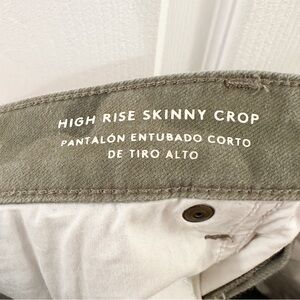 HIGH RISE SKINNY CROP
PANTALÓN ENTUBADO CORTO
DE TIRO ALTO